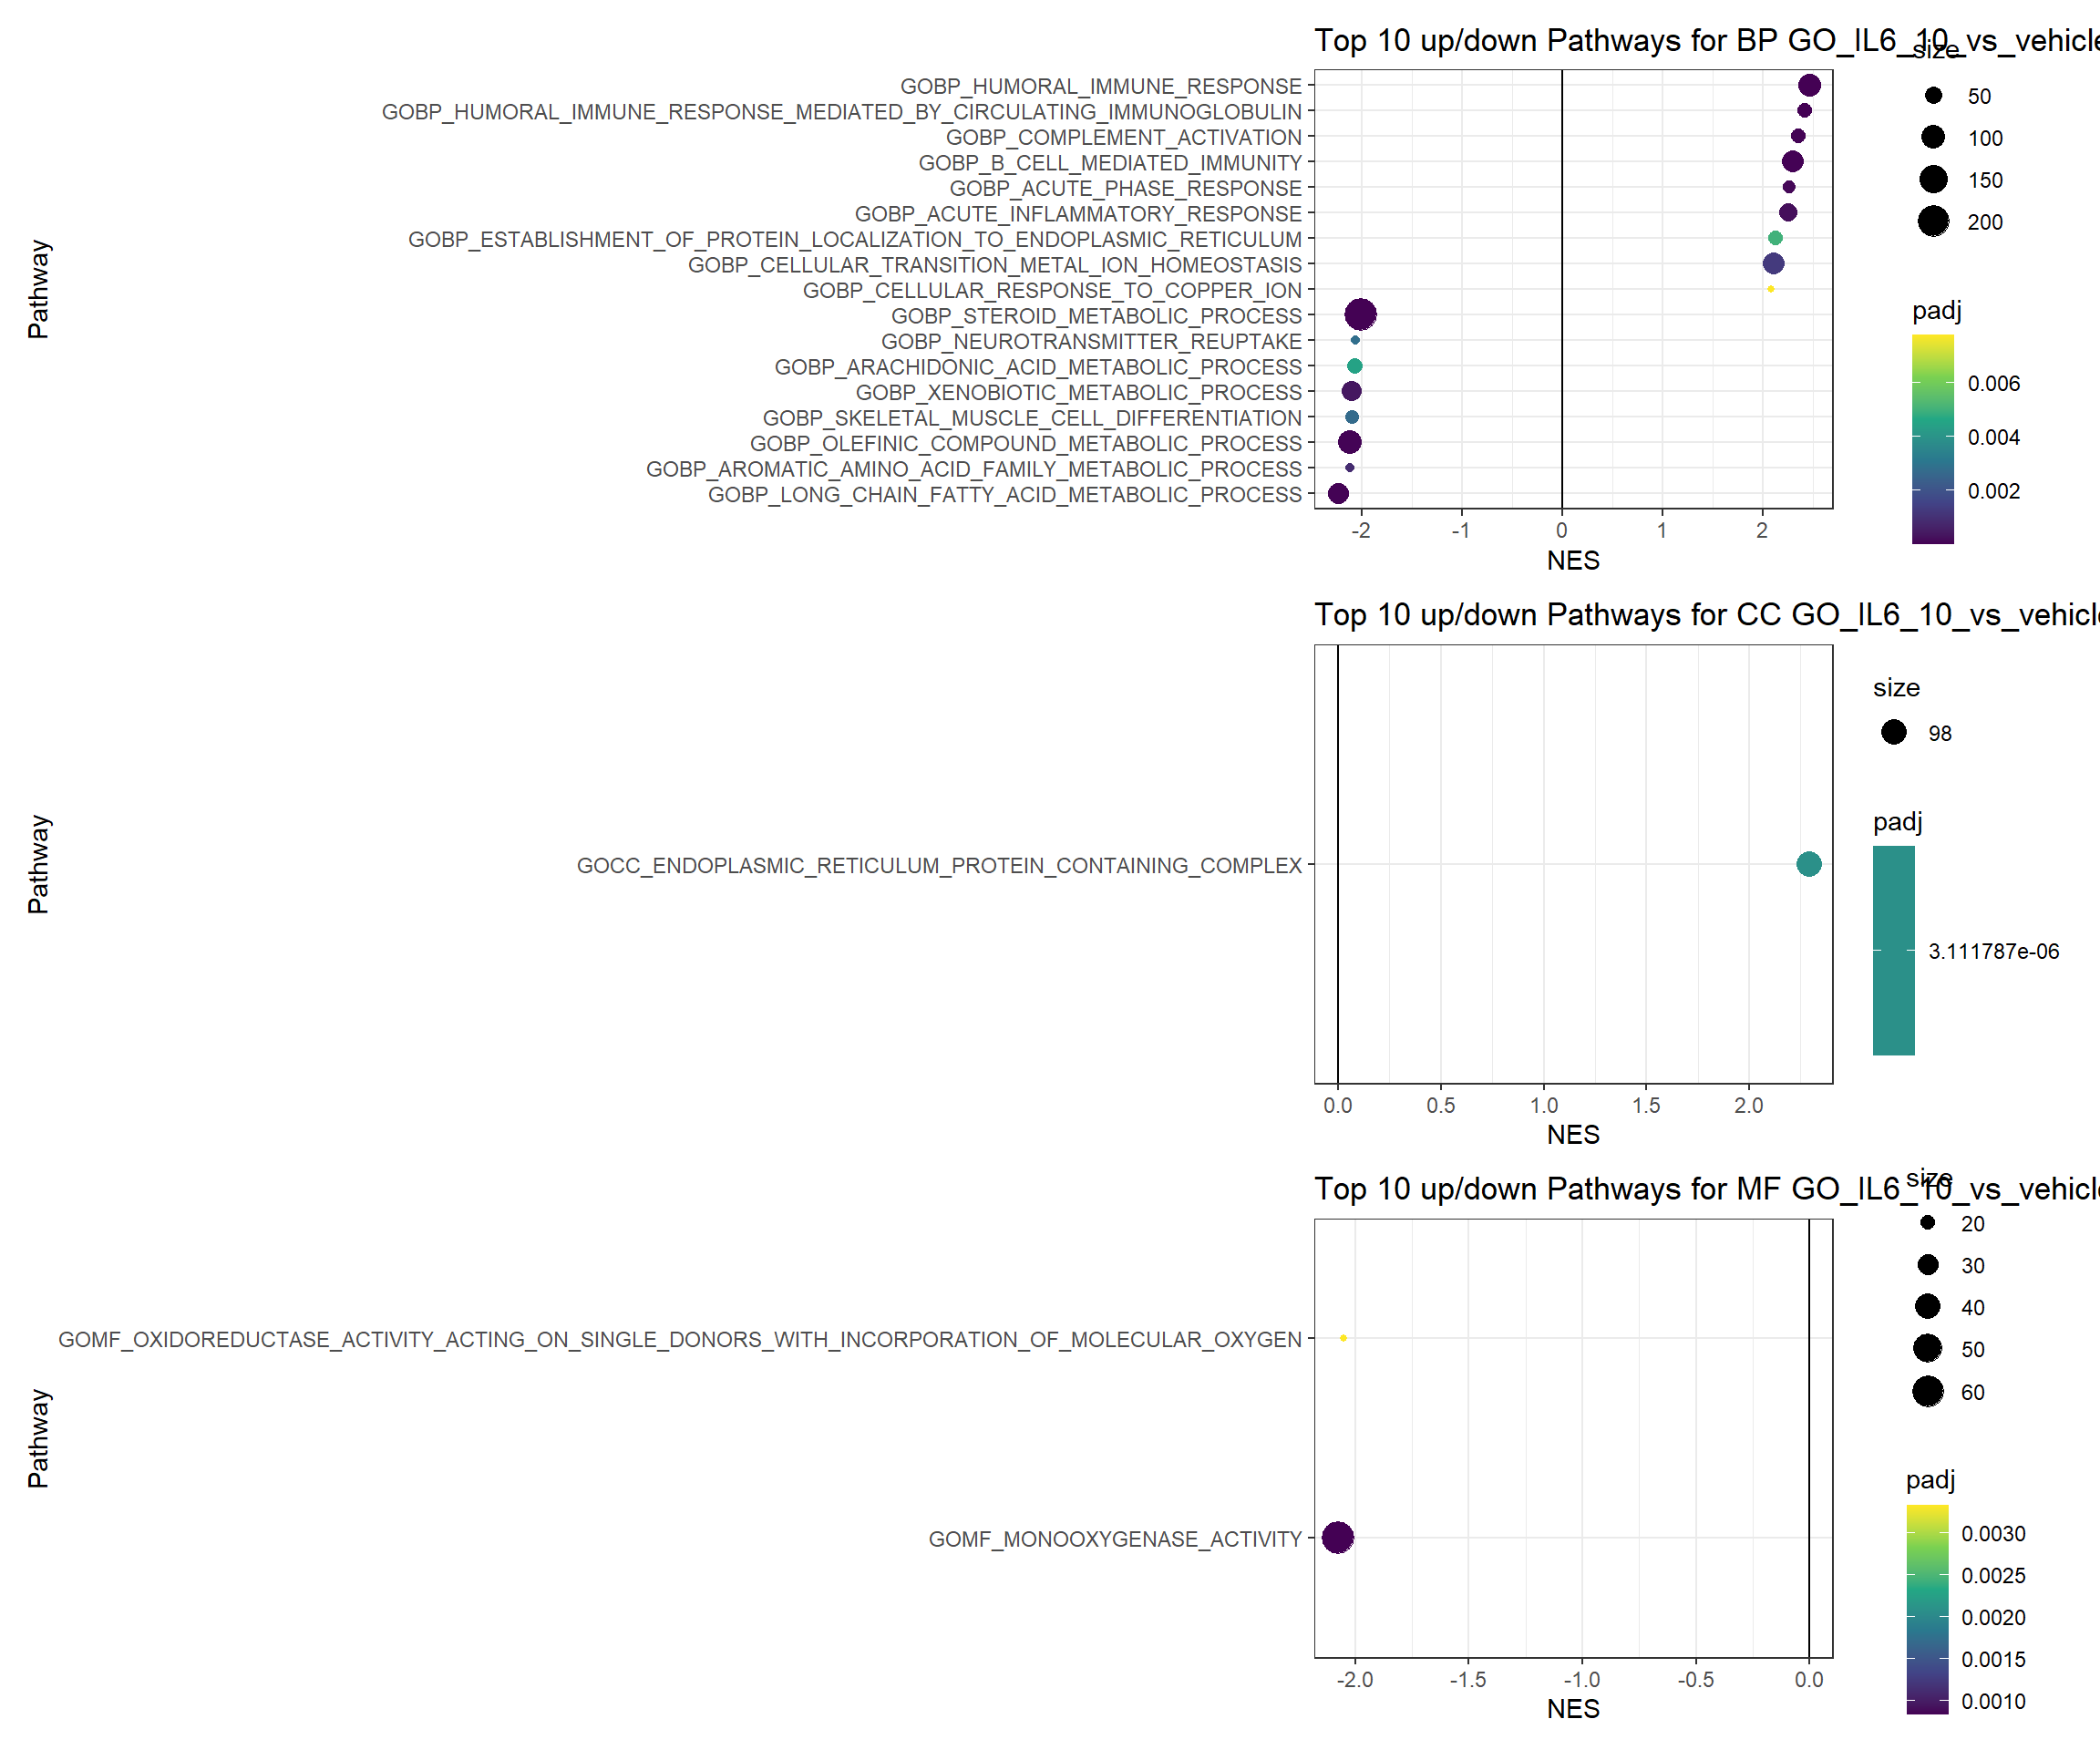 Top 10 up/down Pathways for BP GO_IL6_10_vs_vehicle
Pathway
GOBP_HUMORAL_IMMUNE_RESPONSE
GOBP_HUMORAL_IMMUNE_RESPONSE_MEDIATED_BY_CIRCULATING_IMMUNOGLOBULIN
GOBP_COMPLEMENT_ACTIVATION
GOBP_B_CELL_MEDIATED_IMMUNITY
GOBP_ACUTE_PHASE_RESPONSE
GOBP_ACUTE_INFLAMMATORY_RESPONSE
GOBP_ESTABLISHMENT_OF_PROTEIN_LOCALIZATION_TO_ENDOPLASMIC_RETICULUM
GOBP_CELLULAR_TRANSITION_METAL_ION_HOMEOSTASIS
GOBP_CELLULAR_RESPONSE_TO_COPPER_ION
GOBP_STEROID_METABOLIC_PROCESS
GOBP_NEUROTRANSMITTER_REUPTAKE
GOBP_ARACHIDONIC_ACID_METABOLIC_PROCESS
GOBP_XENOBIOTIC_METABOLIC_PROCESS
GOBP_SKELETAL_MUSCLE_CELL_DIFFERENTIATION
GOBP_OLEFINIC_COMPOUND_METABOLIC_PROCESS
GOBP_AROMATIC_AMINO_ACID_FAMILY_METABOLIC_PROCESS
GOBP_LONG_CHAIN_FATTY_ACID_METABOLIC_PROCESS
-2 -1 0 1 2
NES
size
50
100
150
200
padj
0.006
0.004
0.002
Top 10 up/down Pathways for CC GO_IL6_10_vs_vehicle
Pathway
GOCC_ENDOPLASMIC_RETICULUM_PROTEIN_CONTAINING_COMPLEX
0.0 0.5 1.0 1.5 2.0
NES
size
98
padj
3.111787e-06
Top 10 up/down Pathways for MF GO_IL6_10_vs_vehicle
Pathway
GOMF_OXIDOREDUCTASE_ACTIVITY_ACTING_ON_SINGLE_DONORS_WITH_INCORPORATION_OF_MOLECULAR_OXYGEN
GOMF_MONOOXYGENASE_ACTIVITY
-2.0 -1.5 -1.0 -0.5 0.0
NES
size
20
30
40
50
60
padj
0.0030
0.0025
0.0020
0.0015
0.0010